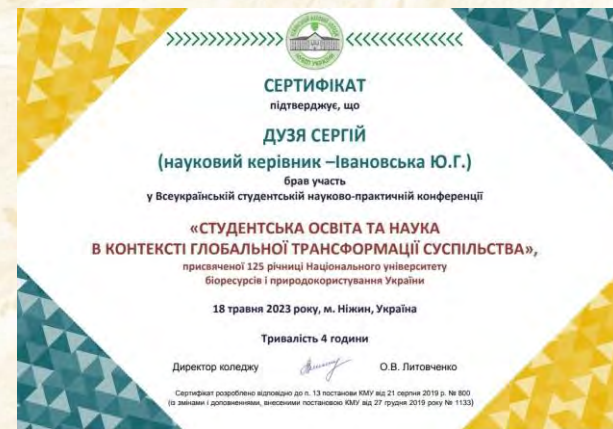 СЕРТИФІКАТ
підтверджує, що
ДУЗЯ СЕРГІЙ
(науковий керівник –Івановська Ю.Г.)
брав участь
у Всеукраїнській студентській науково-практичній конференції
«СТУДЕНТСЬКА ОСВІТА ТА НАУКА
В КОНТЕКСТІ ГЛОБАЛЬНОЇ ТРАНСФОРМАЦІЇ СУСПІЛЬСТВА»,
присвяченої 125 річниці Національного університету
біоресурсів і природокористування України
18 травня 2023 року, м. Ніжин, Україна
Тривалість 4 години
Директор коледжу О.В. Литовченко
Сертифікат розроблено відповідно до п. 13 постанови КМУ від 21 серпня 2019 р. № 800
(із змінами і доповненнями, внесеними постановою КМУ від 27 грудня 2019 року № 1133)